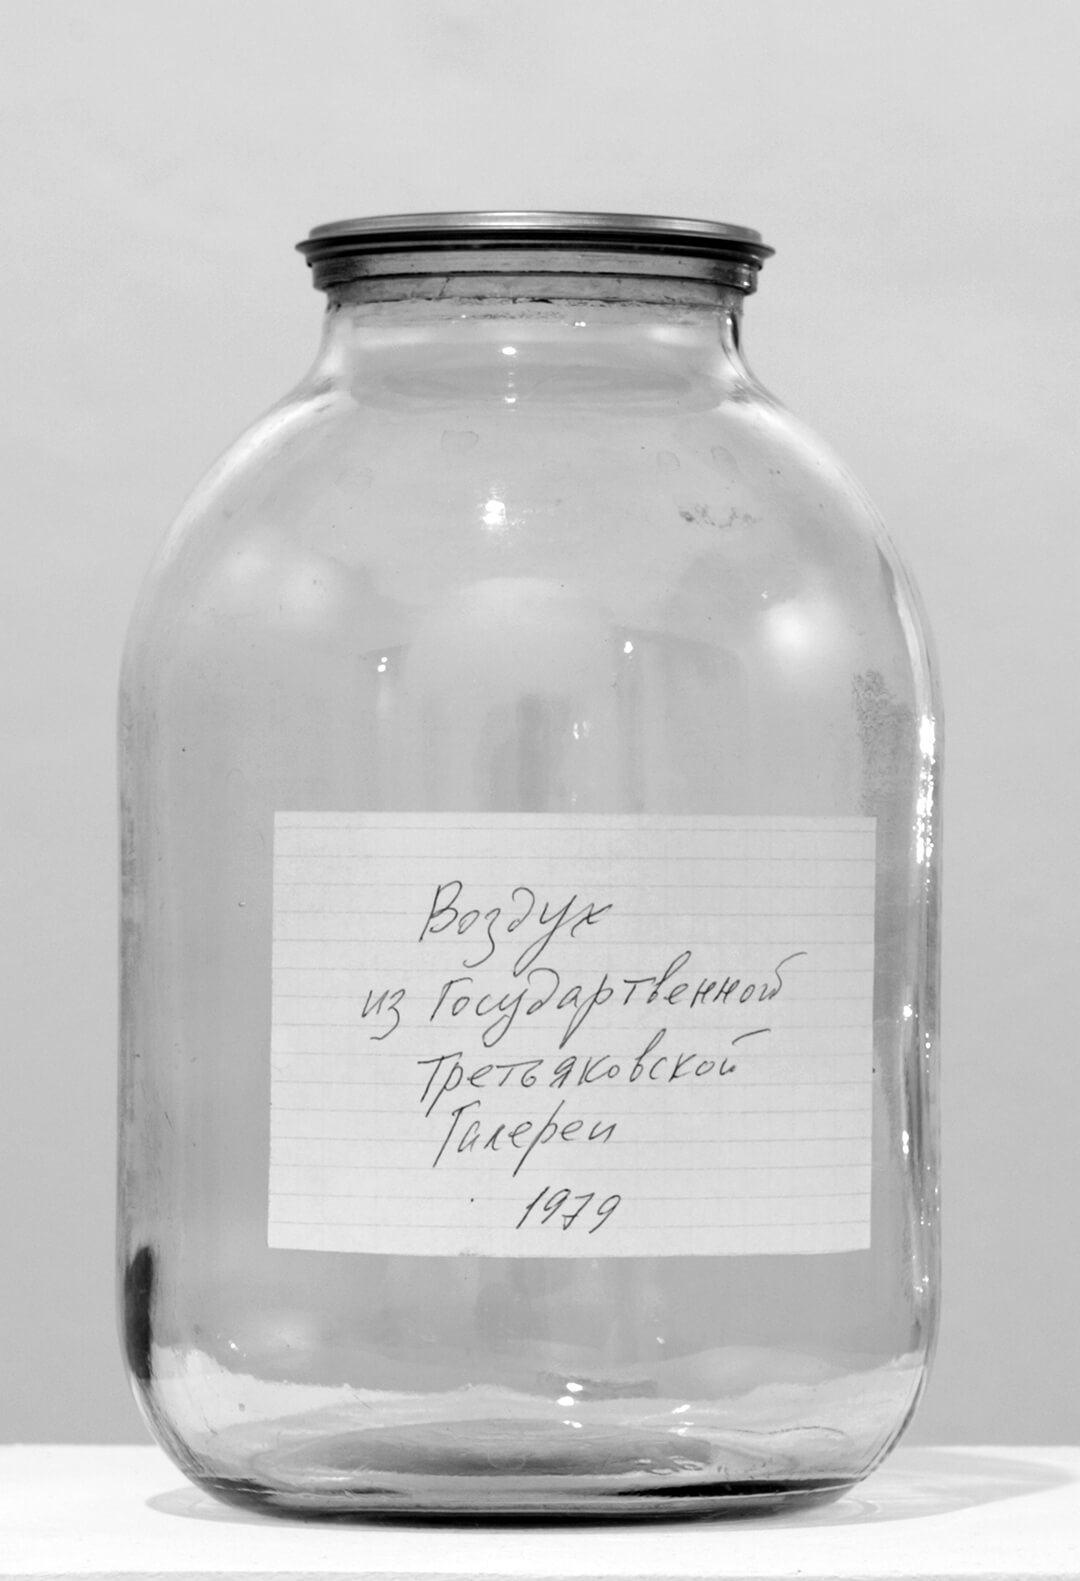 Воздух
из Государтвенной
Третьяковской
Галереи
1979